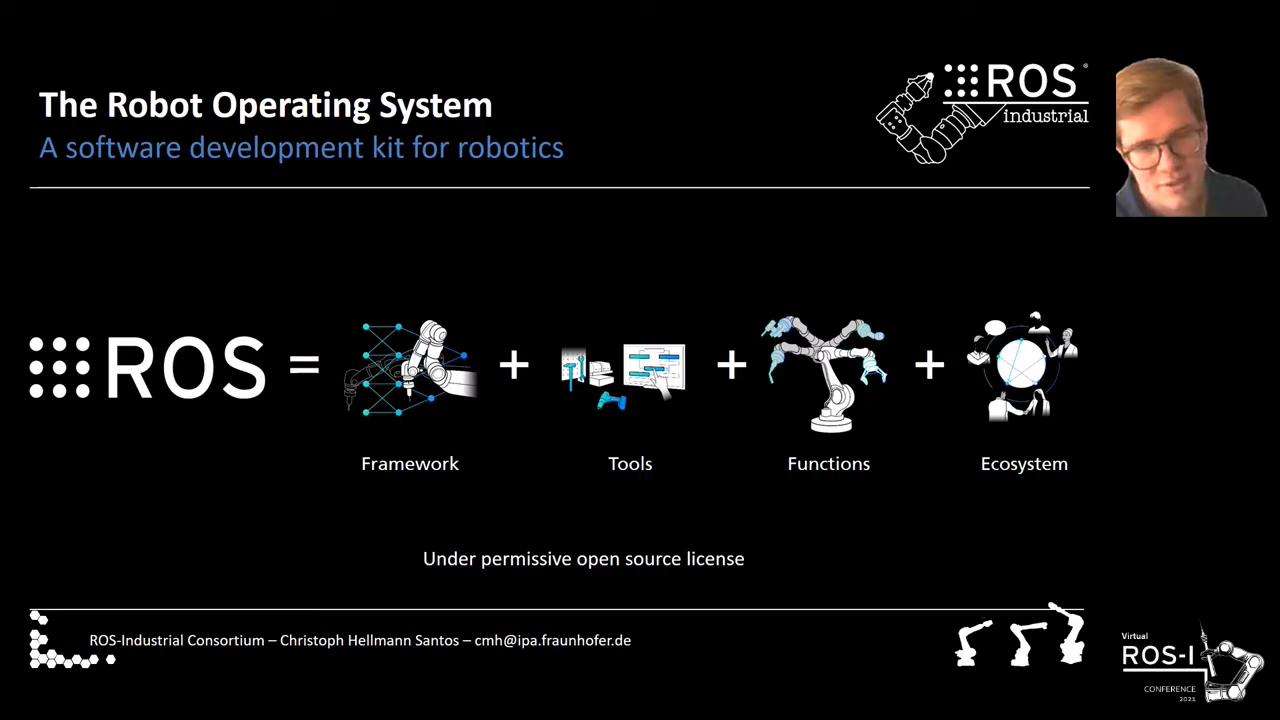 The Robot Operating System
A software development kit for robotics
ROS®
industrial
ROS = + + +
Framework
Tools
Functions
Ecosystem
Under permissive open source license
ROS-Industrial Consortium – Christoph Hellmann Santos – cmh@ipa.fraunhofer.de
Virtual
ROS-I
CONFERENCE
2021